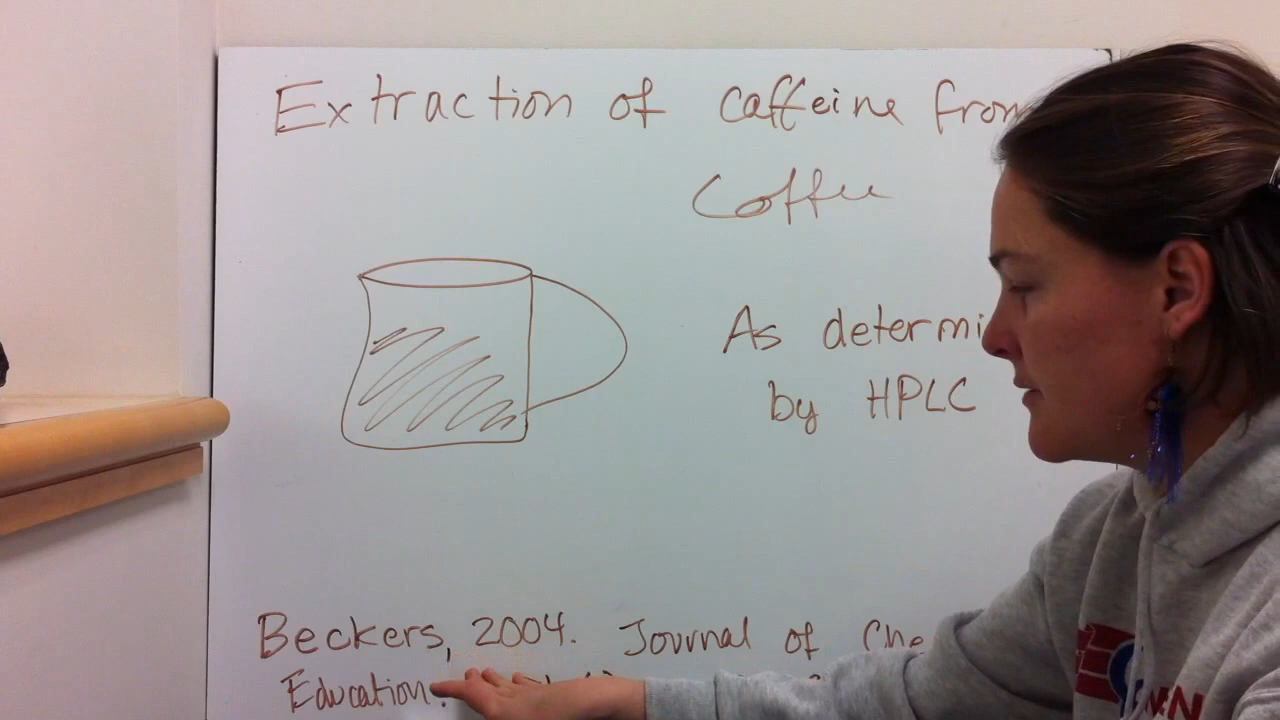 Extraction of caffeine from
Coffee
As determi
by HPLC
Beckers, 2004. Journal of Che
Education.